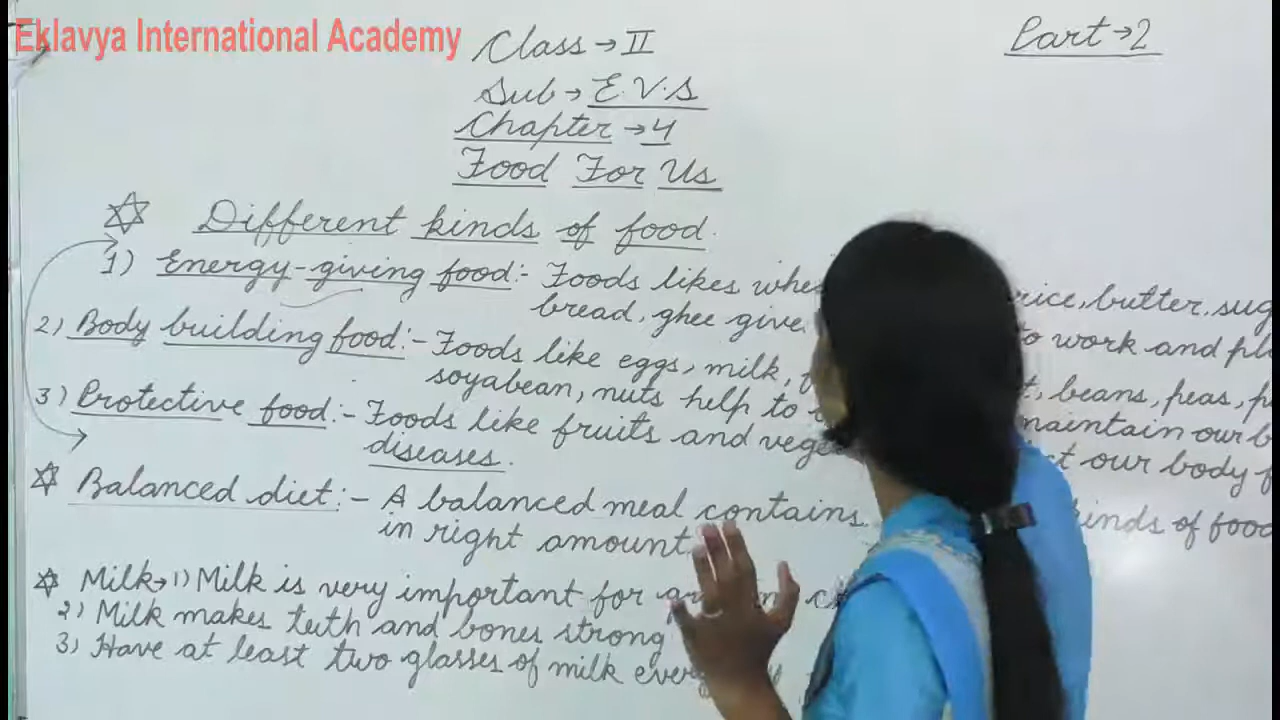 Eklavya International Academy
Class → II
Part → 2
Sub → E.V.S
Chapter → 4
Food For Us
Different kinds of food.
1) Energy-giving food:- Foods likes rice, butter, sug
bread, ghee give to work and pl
2) Body building food:- Foods like eggs, milk, beans, peas,
soyabean, nuts help to maintain our b
3) Protective food:- Foods like fruits and our body
diseases.
Balanced diet:- A balanced meal contains of food
in right amount.
Milk → 1) Milk is very important for
2) Milk makes teeth and bones strong
3) Have at least two glasses of milk